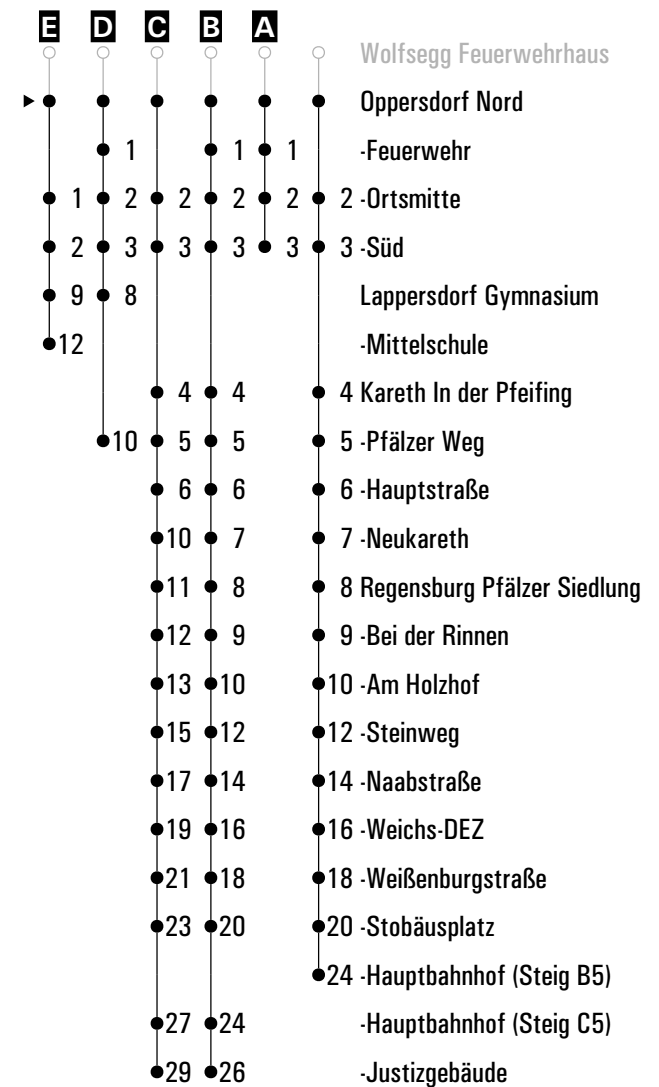 E D C B A
Wolfsegg Feuerwehrhaus
Oppersdorf Nord
1 1 1 -Feuerwehr
1 2 2 2 2 2 -Ortsmitte
2 3 3 3 3 3 -Süd
9 8 Lappersdorf Gymnasium
12 -Mittelschule
4 4 4 Kareth In der Pfeifing
10 5 5 5 -Pfälzer Weg
6 6 6 -Hauptstraße
10 7 7 -Neukareth
11 8 8 Regensburg Pfälzer Siedlung
12 9 9 -Bei der Rinnen
13 10 10 -Am Holzhof
15 12 12 -Steinweg
17 14 14 -Naabstraße
19 16 16 -Weichs-DEZ
21 18 18 -Weißenburgstraße
23 20 20 -Stobäusplatz
24 -Hauptbahnhof (Steig B5)
27 24 -Hauptbahnhof (Steig C5)
29 26 -Justizgebäude